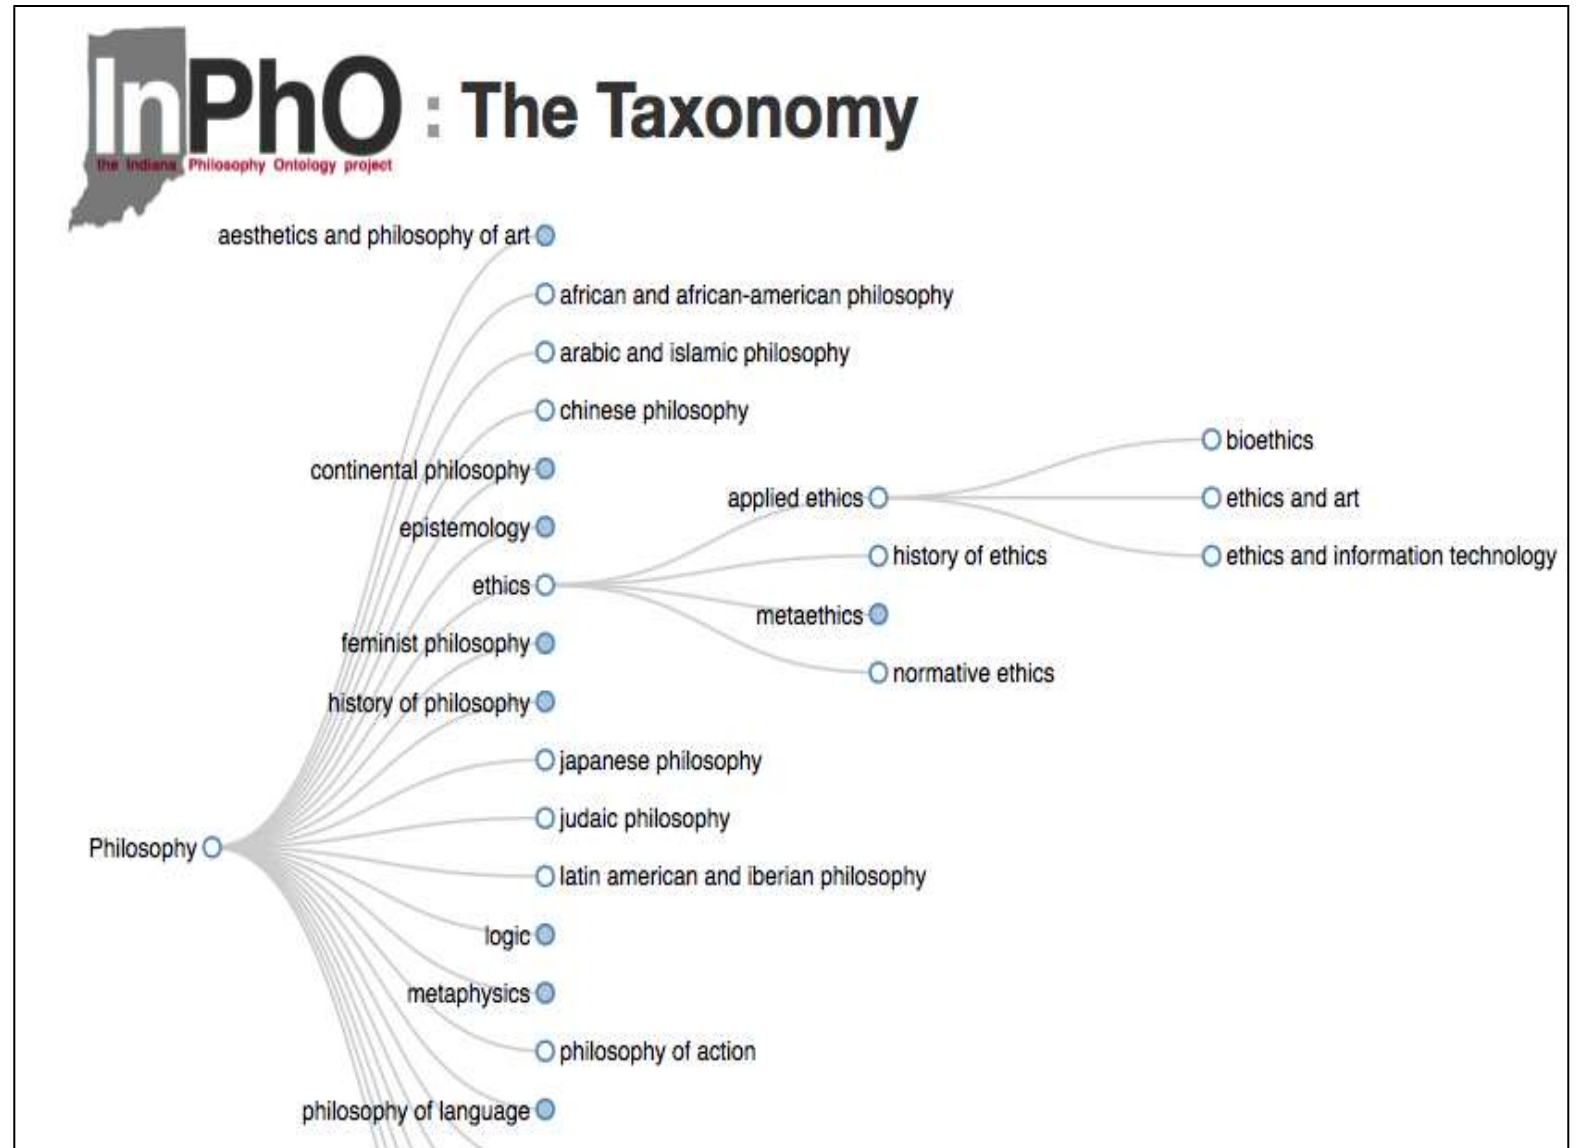 InPhO : The Taxonomy
the Indiana Philosophy Ontology project
aesthetics and philosophy of art
african and african-american philosophy
arabic and islamic philosophy
chinese philosophy
bioethics
continental philosophy
applied ethics
ethics and art
epistemology
history of ethics
ethics and information technology
ethics
metaethics
feminist philosophy
normative ethics
history of philosophy
japanese philosophy
judaic philosophy
Philosophy
latin american and iberian philosophy
logic
metaphysics
philosophy of action
philosophy of language